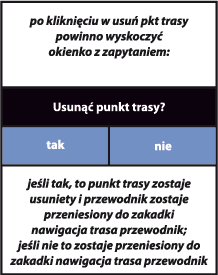 po kliknięciu w usuń pkt trasy
powinno wyskoczyć
okienko z zapytaniem:
Usunąć punkt trasy?
tak
nie
jeśli tak, to punkt trasy zostaje
usuniety i przewodnik zostaje
przeniesiony do zakadki
nawigacja trasa przewodnik;
jeśli nie to zostaje przeniesiony do
zakadki nawigacja trasa przewodnik